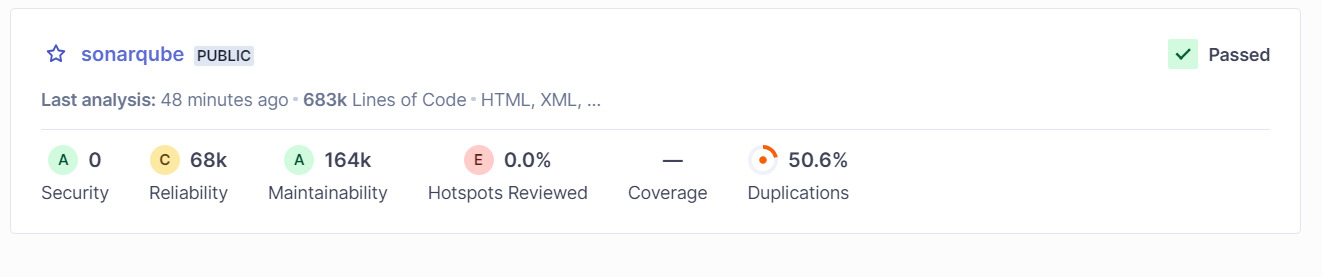 sonarqube PUBLIC Passed
Last analysis: 48 minutes ago • 683k Lines of Code • HTML, XML, ...
A 0 C 68k A 164k E 0.0% — 50.6%
Security Reliability Maintainability Hotspots Reviewed Coverage Duplications